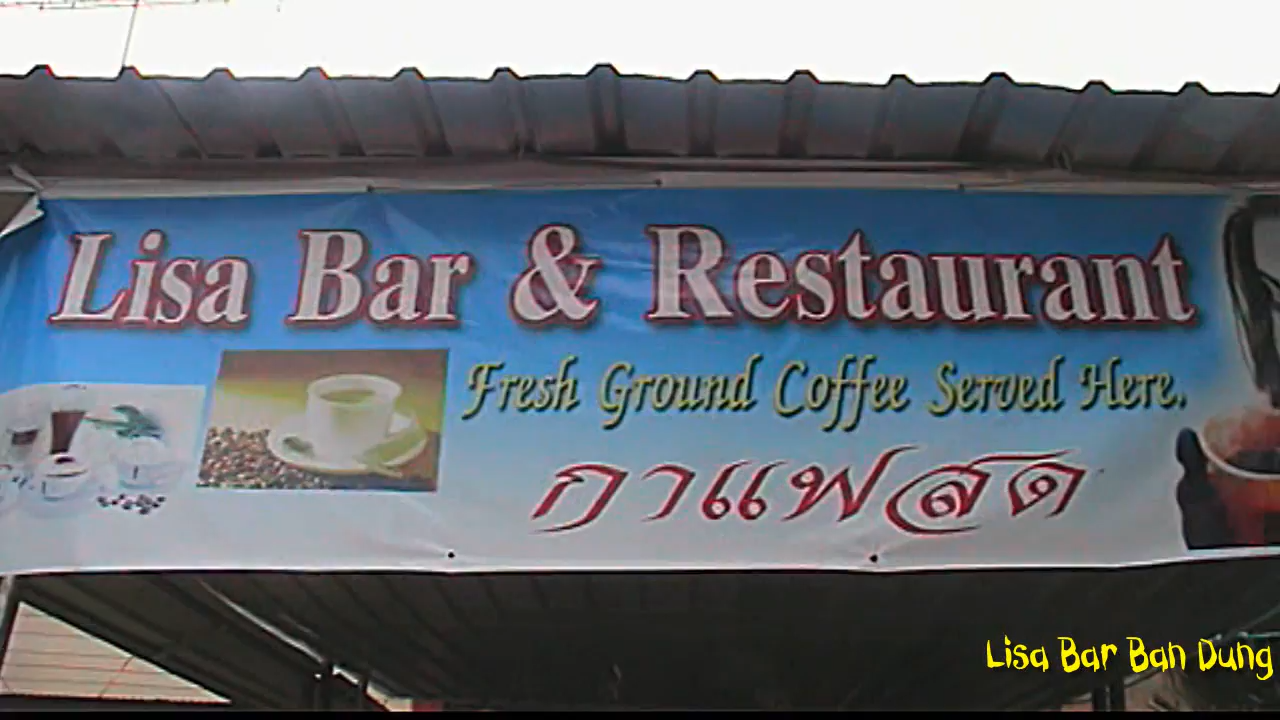 Lisa Bar & Restaurant
Fresh Ground Coffee Served Here.
กาแฟสด
Lisa Bar Ban Dung